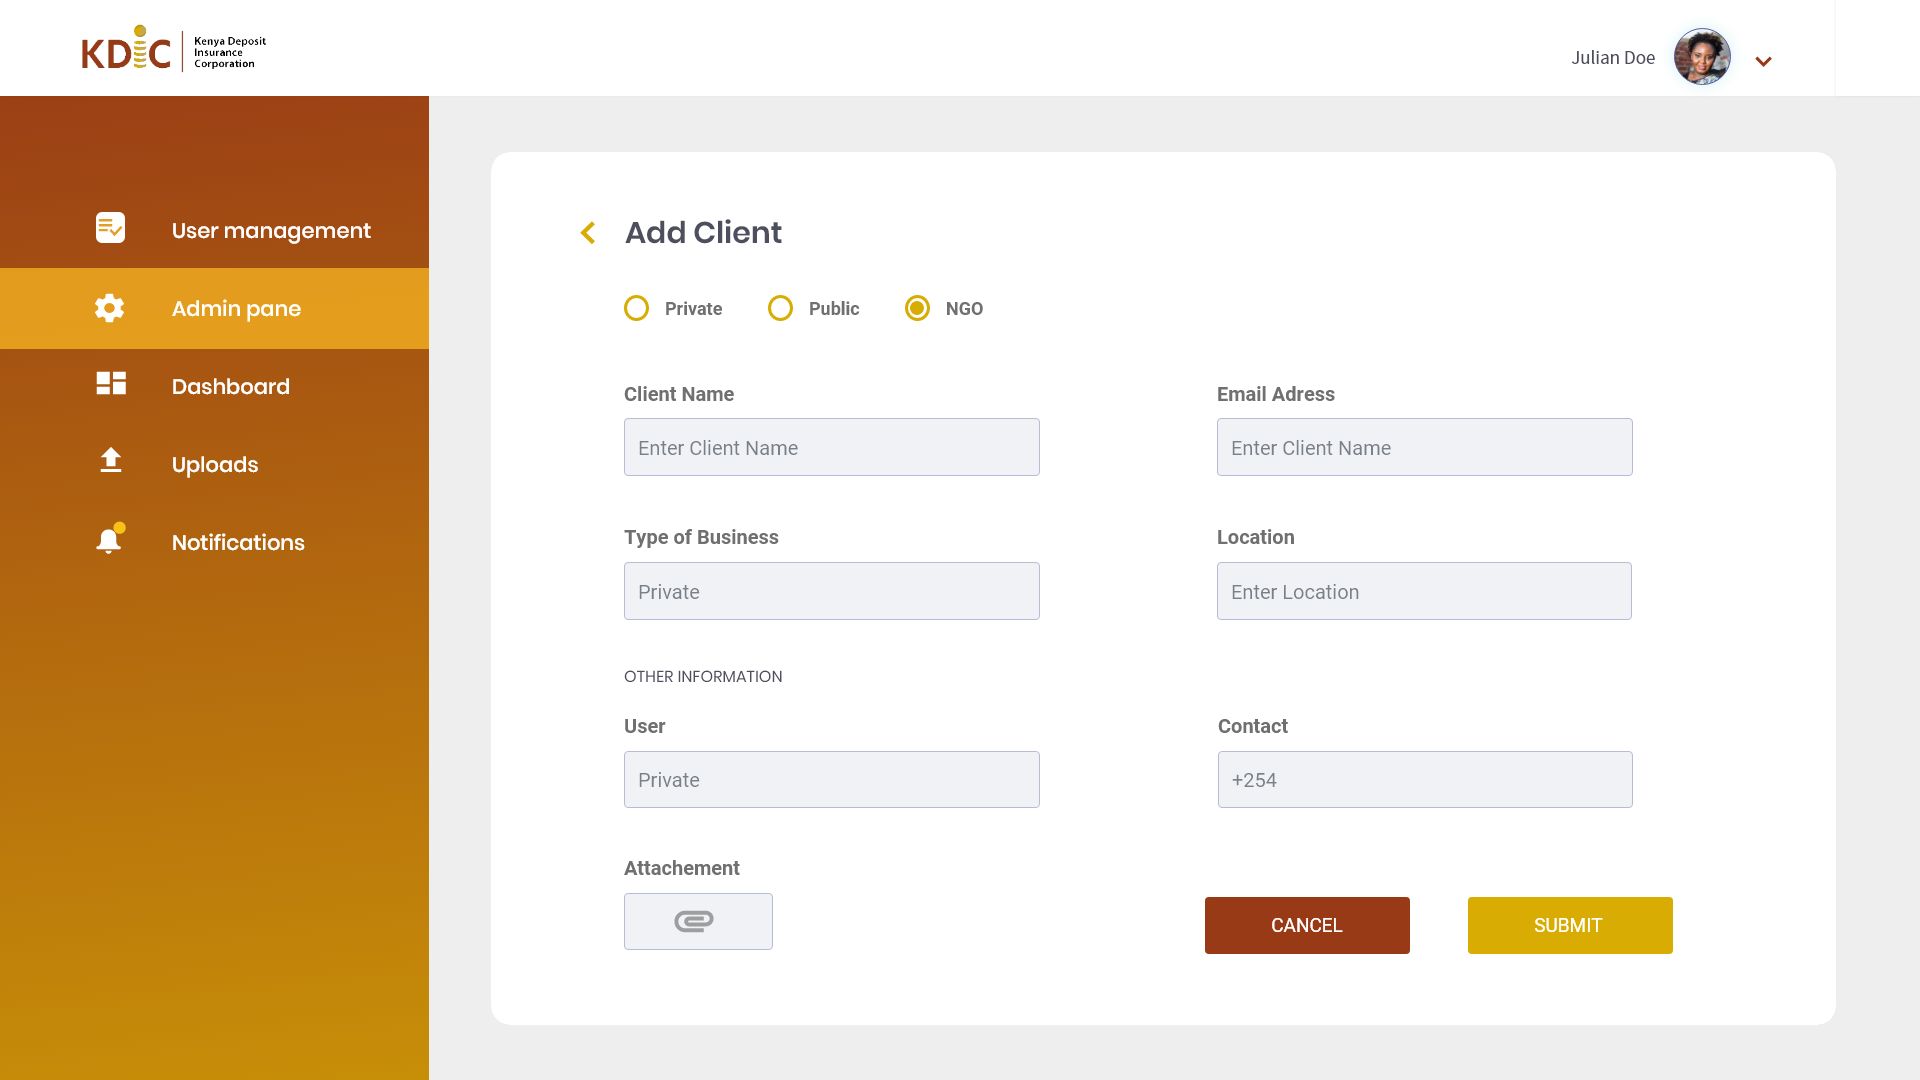 KDIC
Kenya Deposit
Insurance
Corporation
Julian Doe
User management
Admin pane
Dashboard
Uploads
Notifications
Add Client
Private
Public
NGO
Client Name
Email Adress
Enter Client Name
Enter Client Name
Type of Business
Location
Private
Enter Location
OTHER INFORMATION
User
Contact
Private
+254
Attachement
CANCEL
SUBMIT